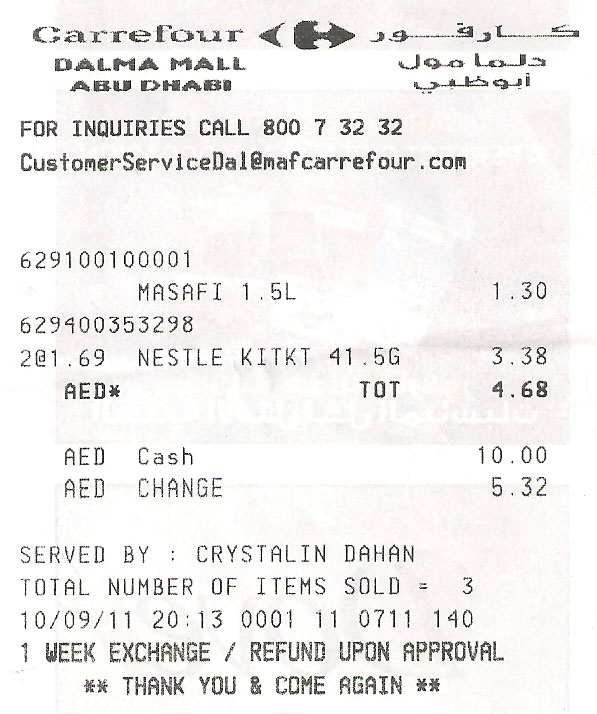 Carrefour كارفور
DALMA MALL دلما مول
ABU DHABI أبوظبي
FOR INQUIRIES CALL 800 7 32 32
CustomerServiceDal@mafcarrefour.com
629100100001
MASAFI 1.5L 1.30
629400353298
2@1.69 NESTLE KITKT 41.5G 3.38
AED* TOT 4.68
AED Cash 10.00
AED CHANGE 5.32
SERVED BY : CRYSTALIN DAHAN
TOTAL NUMBER OF ITEMS SOLD = 3
10/09/11 20:13 0001 11 0711 140
1 WEEK EXCHANGE / REFUND UPON APPROVAL
** THANK YOU & COME AGAIN **